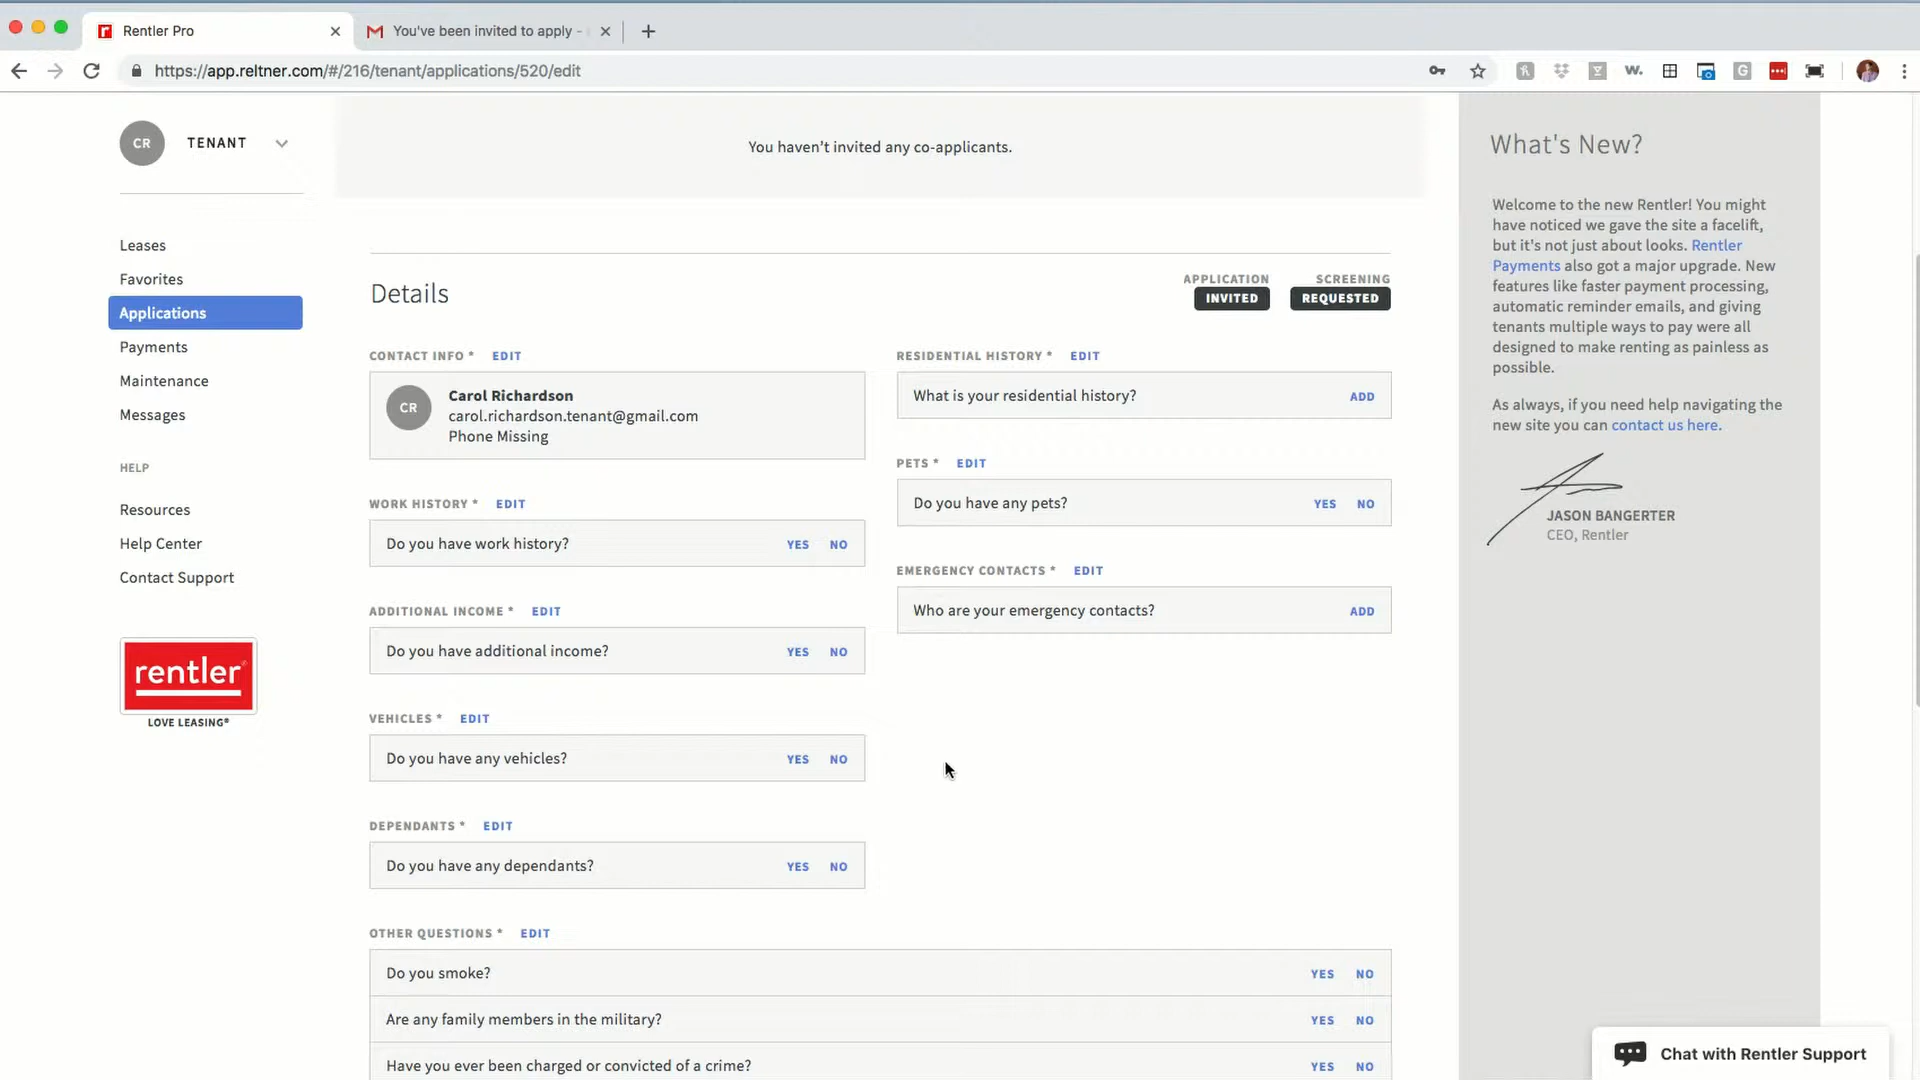 Rentler Pro
You've been invited to apply -
https://app.reltner.com/#/216/tenant/applications/520/edit
CR
TENANT
Leases
Favorites
Applications
Payments
Maintenance
Messages
HELP
Resources
Help Center
Contact Support
rentler®
LOVE LEASING®
You haven't invited any co-applicants.
Details
APPLICATION
INVITED
SCREENING
REQUESTED
CONTACT INFO * EDIT
CR
Carol Richardson
carol.richardson.tenant@gmail.com
Phone Missing
WORK HISTORY * EDIT
Do you have work history? YES NO
ADDITIONAL INCOME * EDIT
Do you have additional income? YES NO
VEHICLES * EDIT
Do you have any vehicles? YES NO
DEPENDANTS * EDIT
Do you have any dependants? YES NO
RESIDENTIAL HISTORY * EDIT
What is your residential history? ADD
PETS * EDIT
Do you have any pets? YES NO
EMERGENCY CONTACTS * EDIT
Who are your emergency contacts? ADD
OTHER QUESTIONS * EDIT
Do you smoke? YES NO
Are any family members in the military? YES NO
Have you ever been charged or convicted of a crime? YES NO
What's New?
Welcome to the new Rentler! You might
have noticed we gave the site a facelift,
but it's not just about looks. Rentler
Payments also got a major upgrade. New
features like faster payment processing,
automatic reminder emails, and giving
tenants multiple ways to pay were all
designed to make renting as painless as
possible.
As always, if you need help navigating the
new site you can contact us here.
JASON BANGERTER
CEO, Rentler
Chat with Rentler Support